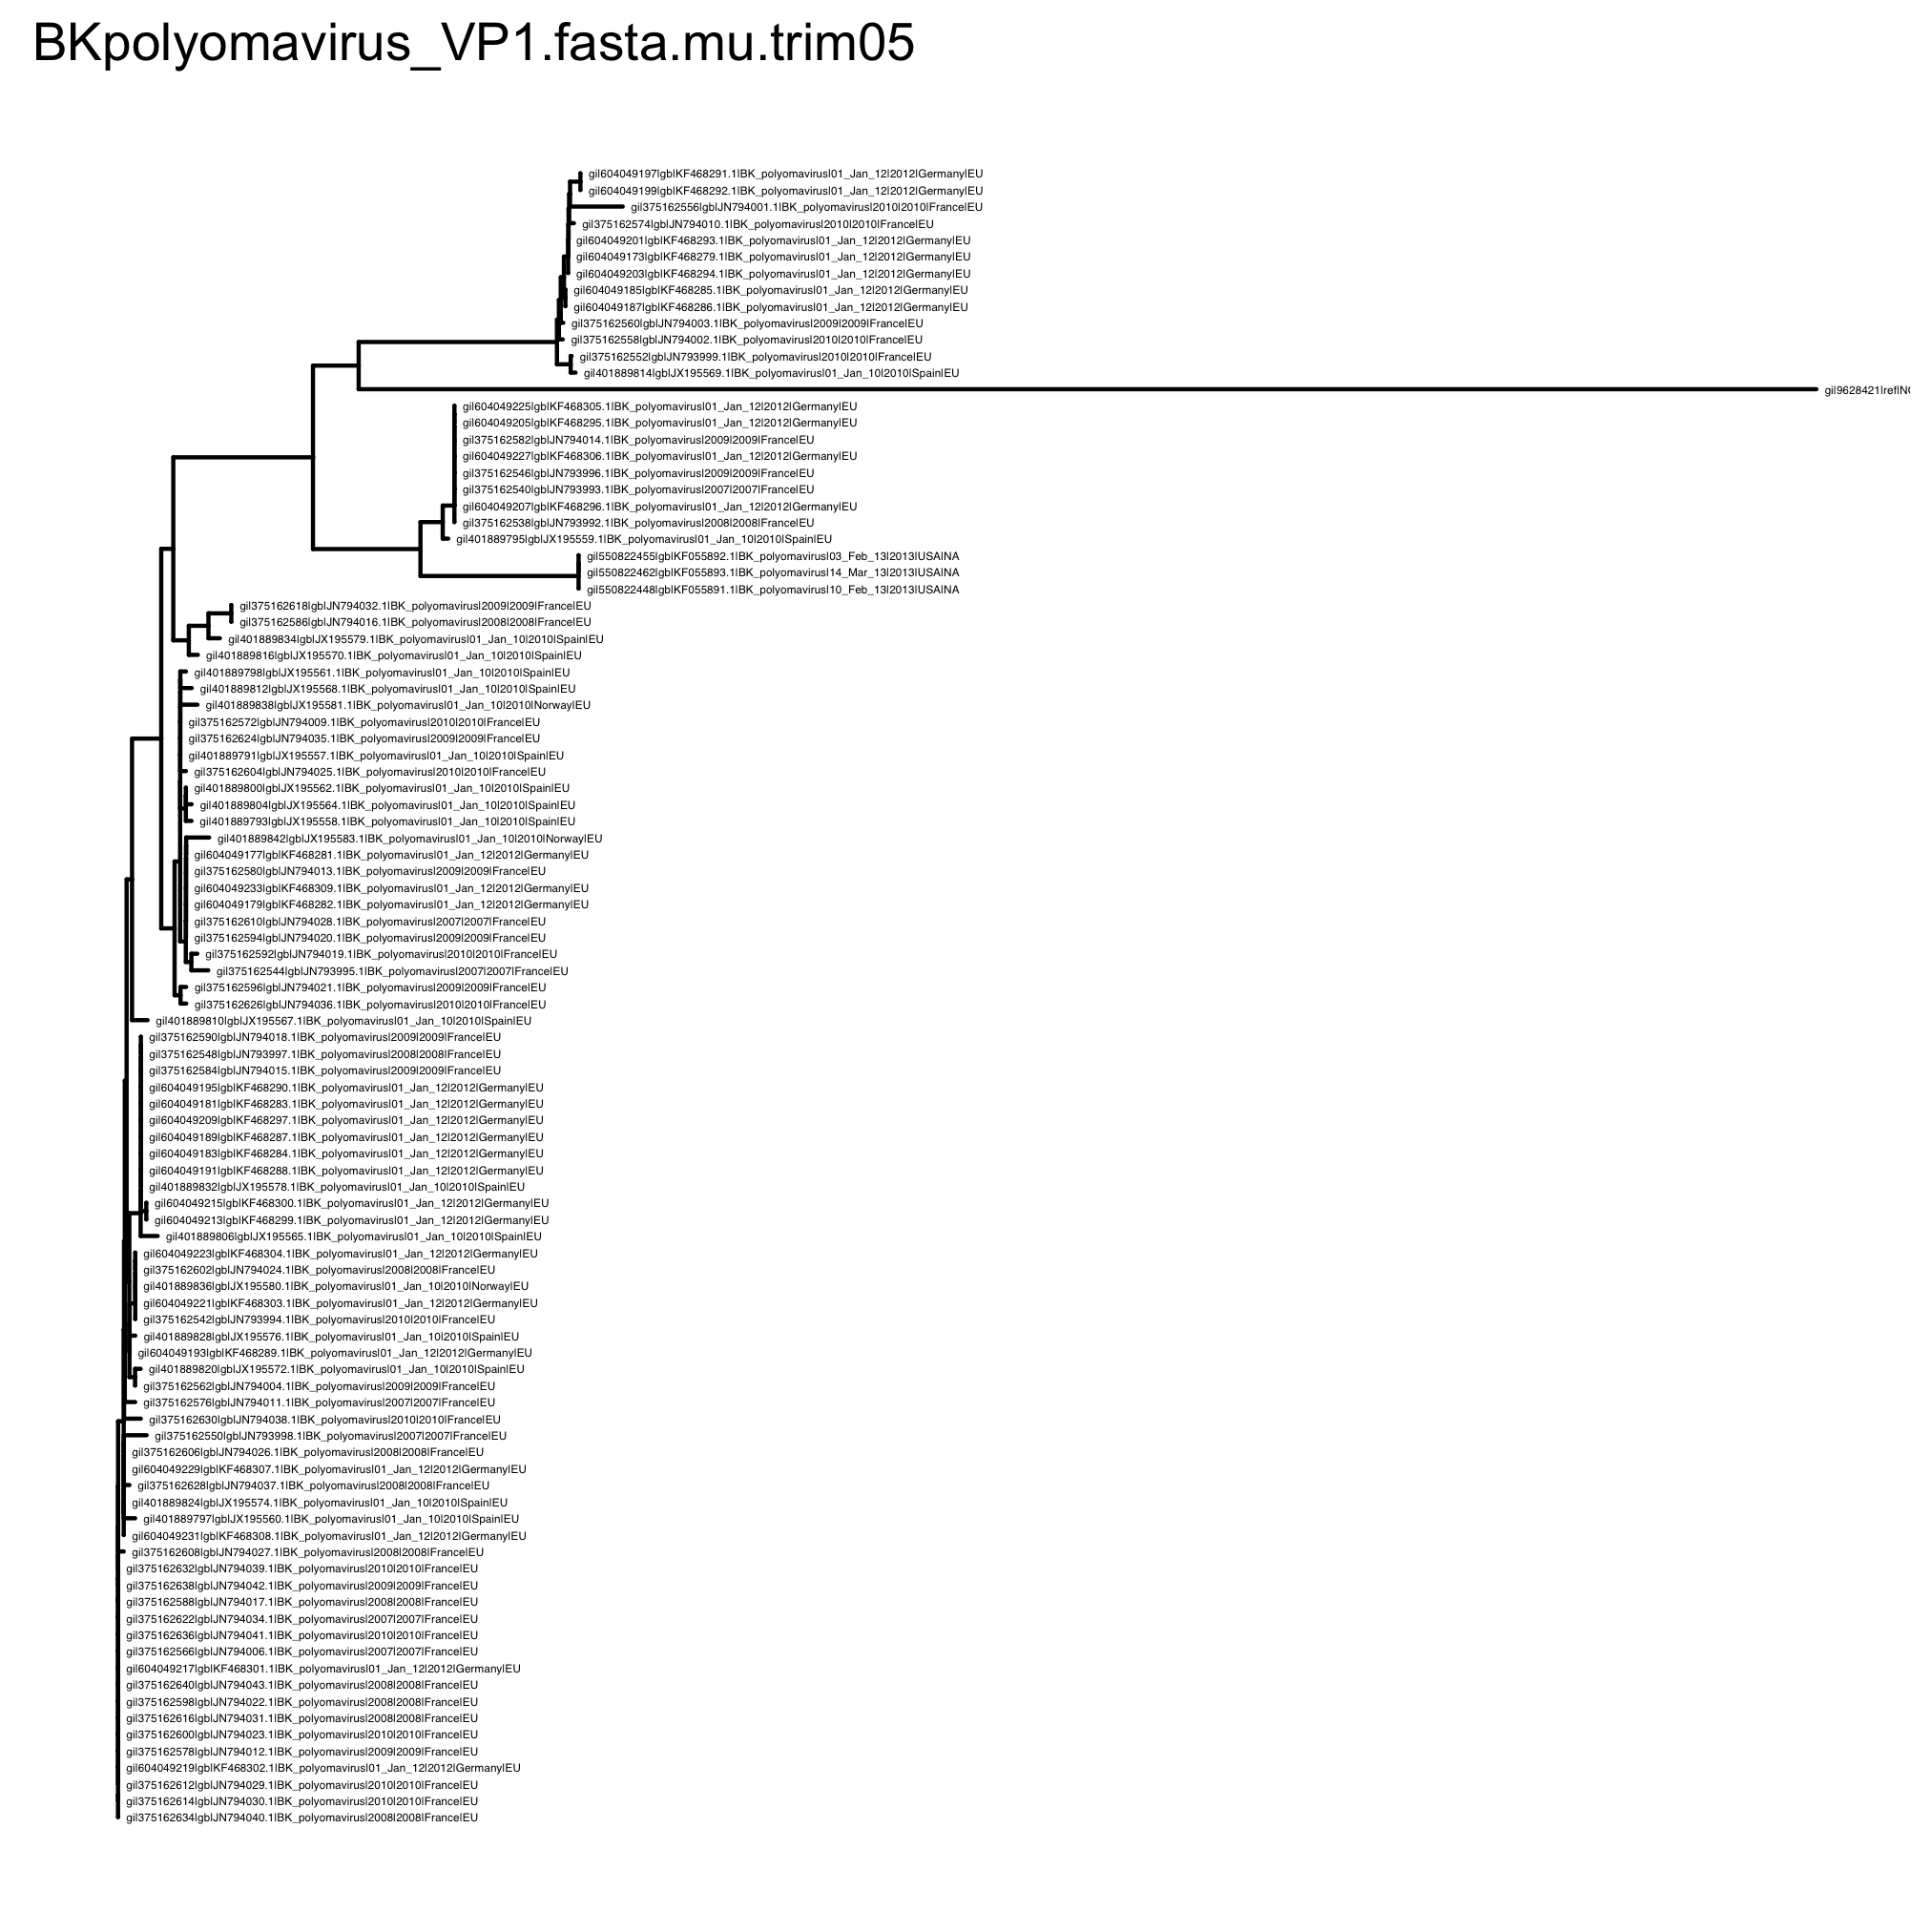 BKpolyomavirus_VP1.fasta.mu.trim05
gi|604049197|gb|KF468291.1|BK_polyomavirus|01_Jan_12|2012|Germany|EU
gi|604049199|gb|KF468292.1|BK_polyomavirus|01_Jan_12|2012|Germany|EU
gi|375162556|gb|JN794001.1|BK_polyomavirus|2010|2010|France|EU
gi|375162574|gb|JN794010.1|BK_polyomavirus|2010|2010|France|EU
gi|604049201|gb|KF468293.1|BK_polyomavirus|01_Jan_12|2012|Germany|EU
gi|604049173|gb|KF468279.1|BK_polyomavirus|01_Jan_12|2012|Germany|EU
gi|604049203|gb|KF468294.1|BK_polyomavirus|01_Jan_12|2012|Germany|EU
gi|604049185|gb|KF468285.1|BK_polyomavirus|01_Jan_12|2012|Germany|EU
gi|604049187|gb|KF468286.1|BK_polyomavirus|01_Jan_12|2012|Germany|EU
gi|375162560|gb|JN794003.1|BK_polyomavirus|2009|2009|France|EU
gi|375162558|gb|JN794002.1|BK_polyomavirus|2010|2010|France|EU
gi|375162552|gb|JN793999.1|BK_polyomavirus|2010|2010|France|EU
gi|401889814|gb|JX195569.1|BK_polyomavirus|01_Jan_10|2010|Spain|EU
gi|9628421|ref|N
gi|604049225|gb|KF468305.1|BK_polyomavirus|01_Jan_12|2012|Germany|EU
gi|604049205|gb|KF468295.1|BK_polyomavirus|01_Jan_12|2012|Germany|EU
gi|375162582|gb|JN794014.1|BK_polyomavirus|2009|2009|France|EU
gi|604049227|gb|KF468306.1|BK_polyomavirus|01_Jan_12|2012|Germany|EU
gi|375162546|gb|JN793996.1|BK_polyomavirus|2009|2009|France|EU
gi|375162540|gb|JN793993.1|BK_polyomavirus|2007|2007|France|EU
gi|604049207|gb|KF468296.1|BK_polyomavirus|01_Jan_12|2012|Germany|EU
gi|375162538|gb|JN793992.1|BK_polyomavirus|2008|2008|France|EU
gi|401889795|gb|JX195559.1|BK_polyomavirus|01_Jan_10|2010|Spain|EU
gi|550822455|gb|KF055892.1|BK_polyomavirus|03_Feb_13|2013|USA|NA
gi|550822462|gb|KF055893.1|BK_polyomavirus|14_Mar_13|2013|USA|NA
gi|550822448|gb|KF055891.1|BK_polyomavirus|10_Feb_13|2013|USA|NA
gi|375162618|gb|JN794032.1|BK_polyomavirus|2009|2009|France|EU
gi|375162586|gb|JN794016.1|BK_polyomavirus|2008|2008|France|EU
gi|401889834|gb|JX195579.1|BK_polyomavirus|01_Jan_10|2010|Spain|EU
gi|401889816|gb|JX195570.1|BK_polyomavirus|01_Jan_10|2010|Spain|EU
gi|401889798|gb|JX195561.1|BK_polyomavirus|01_Jan_10|2010|Spain|EU
gi|401889812|gb|JX195568.1|BK_polyomavirus|01_Jan_10|2010|Spain|EU
gi|401889838|gb|JX195581.1|BK_polyomavirus|01_Jan_10|2010|Norway|EU
gi|375162572|gb|JN794009.1|BK_polyomavirus|2010|2010|France|EU
gi|375162624|gb|JN794035.1|BK_polyomavirus|2009|2009|France|EU
gi|401889791|gb|JX195557.1|BK_polyomavirus|01_Jan_10|2010|Spain|EU
gi|375162604|gb|JN794025.1|BK_polyomavirus|2010|2010|France|EU
gi|401889800|gb|JX195562.1|BK_polyomavirus|01_Jan_10|2010|Spain|EU
gi|401889804|gb|JX195564.1|BK_polyomavirus|01_Jan_10|2010|Spain|EU
gi|401889793|gb|JX195558.1|BK_polyomavirus|01_Jan_10|2010|Spain|EU
gi|401889842|gb|JX195583.1|BK_polyomavirus|01_Jan_10|2010|Norway|EU
gi|604049177|gb|KF468281.1|BK_polyomavirus|01_Jan_12|2012|Germany|EU
gi|375162580|gb|JN794013.1|BK_polyomavirus|2009|2009|France|EU
gi|604049233|gb|KF468309.1|BK_polyomavirus|01_Jan_12|2012|Germany|EU
gi|604049179|gb|KF468282.1|BK_polyomavirus|01_Jan_12|2012|Germany|EU
gi|375162610|gb|JN794028.1|BK_polyomavirus|2007|2007|France|EU
gi|375162594|gb|JN794020.1|BK_polyomavirus|2009|2009|France|EU
gi|375162592|gb|JN794019.1|BK_polyomavirus|2010|2010|France|EU
gi|375162544|gb|JN793995.1|BK_polyomavirus|2007|2007|France|EU
gi|375162596|gb|JN794021.1|BK_polyomavirus|2009|2009|France|EU
gi|375162626|gb|JN794036.1|BK_polyomavirus|2010|2010|France|EU
gi|401889810|gb|JX195567.1|BK_polyomavirus|01_Jan_10|2010|Spain|EU
gi|375162590|gb|JN794018.1|BK_polyomavirus|2009|2009|France|EU
gi|375162548|gb|JN793997.1|BK_polyomavirus|2008|2008|France|EU
gi|375162584|gb|JN794015.1|BK_polyomavirus|2009|2009|France|EU
gi|604049195|gb|KF468290.1|BK_polyomavirus|01_Jan_12|2012|Germany|EU
gi|604049181|gb|KF468283.1|BK_polyomavirus|01_Jan_12|2012|Germany|EU
gi|604049209|gb|KF468297.1|BK_polyomavirus|01_Jan_12|2012|Germany|EU
gi|604049189|gb|KF468287.1|BK_polyomavirus|01_Jan_12|2012|Germany|EU
gi|604049183|gb|KF468284.1|BK_polyomavirus|01_Jan_12|2012|Germany|EU
gi|604049191|gb|KF468288.1|BK_polyomavirus|01_Jan_12|2012|Germany|EU
gi|401889832|gb|JX195578.1|BK_polyomavirus|01_Jan_10|2010|Spain|EU
gi|604049215|gb|KF468300.1|BK_polyomavirus|01_Jan_12|2012|Germany|EU
gi|604049213|gb|KF468299.1|BK_polyomavirus|01_Jan_12|2012|Germany|EU
gi|401889806|gb|JX195565.1|BK_polyomavirus|01_Jan_10|2010|Spain|EU
gi|604049223|gb|KF468304.1|BK_polyomavirus|01_Jan_12|2012|Germany|EU
gi|375162602|gb|JN794024.1|BK_polyomavirus|2008|2008|France|EU
gi|401889836|gb|JX195580.1|BK_polyomavirus|01_Jan_10|2010|Norway|EU
gi|604049221|gb|KF468303.1|BK_polyomavirus|01_Jan_12|2012|Germany|EU
gi|375162542|gb|JN793994.1|BK_polyomavirus|2010|2010|France|EU
gi|401889828|gb|JX195576.1|BK_polyomavirus|01_Jan_10|2010|Spain|EU
gi|604049193|gb|KF468289.1|BK_polyomavirus|01_Jan_12|2012|Germany|EU
gi|401889820|gb|JX195572.1|BK_polyomavirus|01_Jan_10|2010|Spain|EU
gi|375162562|gb|JN794004.1|BK_polyomavirus|2009|2009|France|EU
gi|375162576|gb|JN794011.1|BK_polyomavirus|2007|2007|France|EU
gi|375162630|gb|JN794038.1|BK_polyomavirus|2010|2010|France|EU
gi|375162550|gb|JN793998.1|BK_polyomavirus|2007|2007|France|EU
gi|375162606|gb|JN794026.1|BK_polyomavirus|2008|2008|France|EU
gi|604049229|gb|KF468307.1|BK_polyomavirus|01_Jan_12|2012|Germany|EU
gi|375162628|gb|JN794037.1|BK_polyomavirus|2008|2008|France|EU
gi|401889824|gb|JX195574.1|BK_polyomavirus|01_Jan_10|2010|Spain|EU
gi|401889797|gb|JX195560.1|BK_polyomavirus|01_Jan_10|2010|Spain|EU
gi|604049231|gb|KF468308.1|BK_polyomavirus|01_Jan_12|2012|Germany|EU
gi|375162608|gb|JN794027.1|BK_polyomavirus|2008|2008|France|EU
gi|375162632|gb|JN794039.1|BK_polyomavirus|2010|2010|France|EU
gi|375162638|gb|JN794042.1|BK_polyomavirus|2009|2009|France|EU
gi|375162588|gb|JN794017.1|BK_polyomavirus|2008|2008|France|EU
gi|375162622|gb|JN794034.1|BK_polyomavirus|2007|2007|France|EU
gi|375162636|gb|JN794041.1|BK_polyomavirus|2010|2010|France|EU
gi|375162566|gb|JN794006.1|BK_polyomavirus|2007|2007|France|EU
gi|604049217|gb|KF468301.1|BK_polyomavirus|01_Jan_12|2012|Germany|EU
gi|375162640|gb|JN794043.1|BK_polyomavirus|2008|2008|France|EU
gi|375162598|gb|JN794022.1|BK_polyomavirus|2008|2008|France|EU
gi|375162616|gb|JN794031.1|BK_polyomavirus|2008|2008|France|EU
gi|375162600|gb|JN794023.1|BK_polyomavirus|2010|2010|France|EU
gi|375162578|gb|JN794012.1|BK_polyomavirus|2009|2009|France|EU
gi|604049219|gb|KF468302.1|BK_polyomavirus|01_Jan_12|2012|Germany|EU
gi|375162612|gb|JN794029.1|BK_polyomavirus|2010|2010|France|EU
gi|375162614|gb|JN794030.1|BK_polyomavirus|2010|2010|France|EU
gi|375162634|gb|JN794040.1|BK_polyomavirus|2008|2008|France|EU